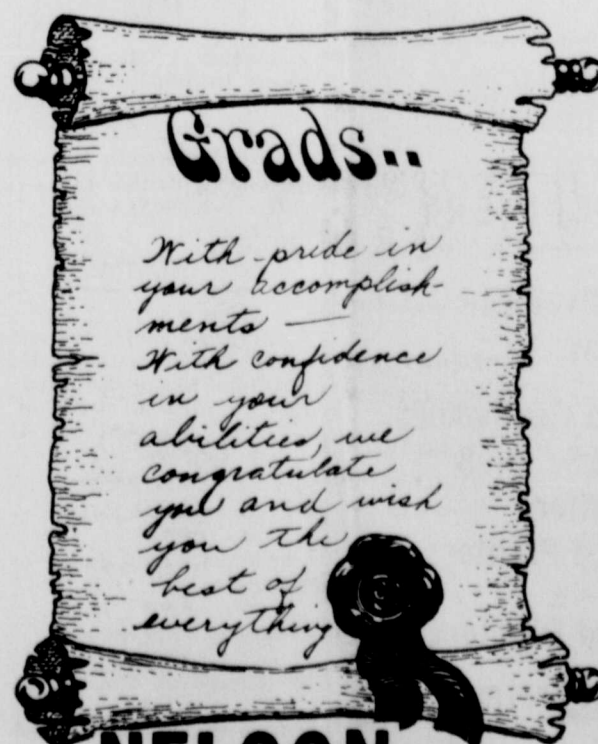 Grads..
With pride in
your accomplish-
ments —
With confidence
in your
abilities, we
congratulate
you and wish
you the
best of
everything
NELSON